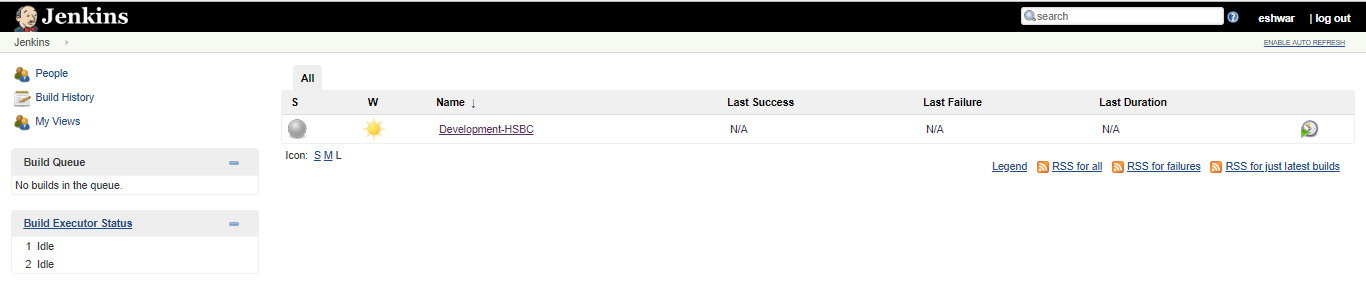 Jenkins
search
eshwar | log out
Jenkins
ENABLE AUTO REFRESH
People
Build History
My Views
Build Queue
No builds in the queue.
Build Executor Status
1 Idle
2 Idle
All
S W Name ↓ Last Success Last Failure Last Duration
Development-HSBC N/A N/A N/A
Icon: S M L
Legend RSS for all RSS for failures RSS for just latest builds